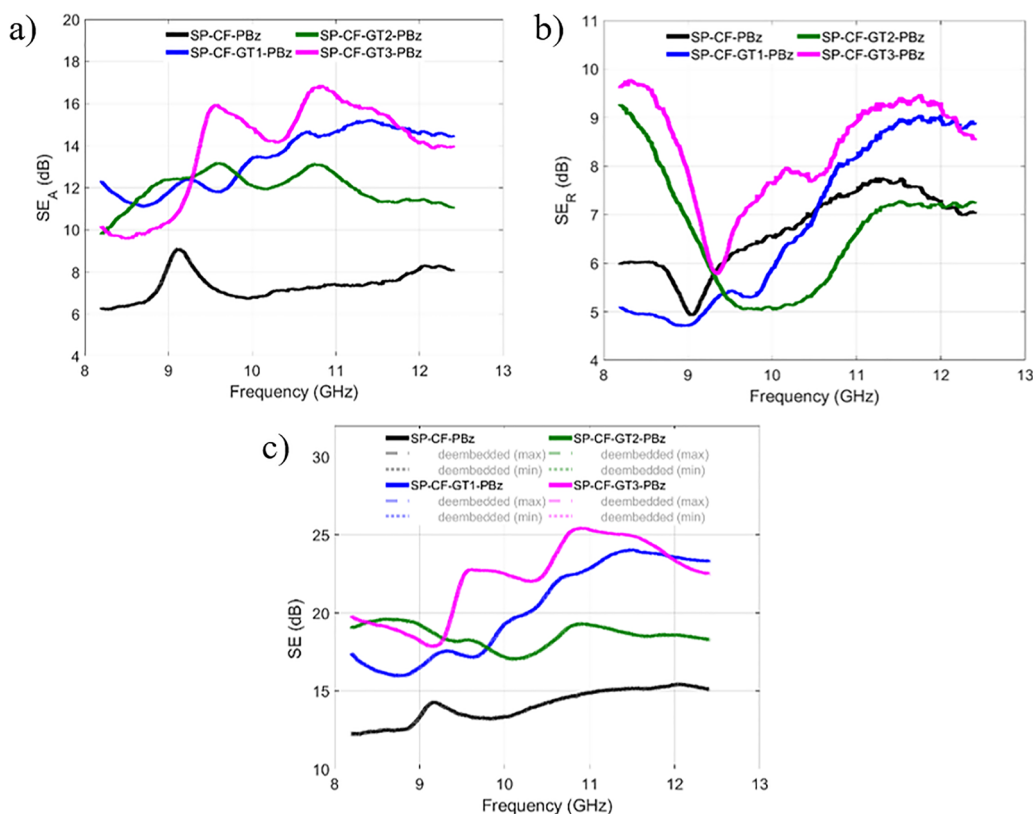 a)
SP-CF-PBz SP-CF-GT2-PBz
SP-CF-GT1-PBz SP-CF-GT3-PBz
20
18
16
14
12
10
8
6
4
SE_A (dB)
8 9 10 11 12 13
Frequency (GHz)
b)
SP-CF-PBz SP-CF-GT2-PBz
SP-CF-GT1-PBz SP-CF-GT3-PBz
11
10
9
8
7
6
5
4
SE_R (dB)
8 9 10 11 12 13
Frequency (GHz)
c)
SP-CF-PBz SP-CF-GT2-PBz
deembedded (max) deembedded (max)
deembedded (min) deembedded (min)
SP-CF-GT1-PBz SP-CF-GT3-PBz
deembedded (max) deembedded (max)
deembedded (min) deembedded (min)
30
25
20
15
10
SE (dB)
8 9 10 11 12 13
Frequency (GHz)